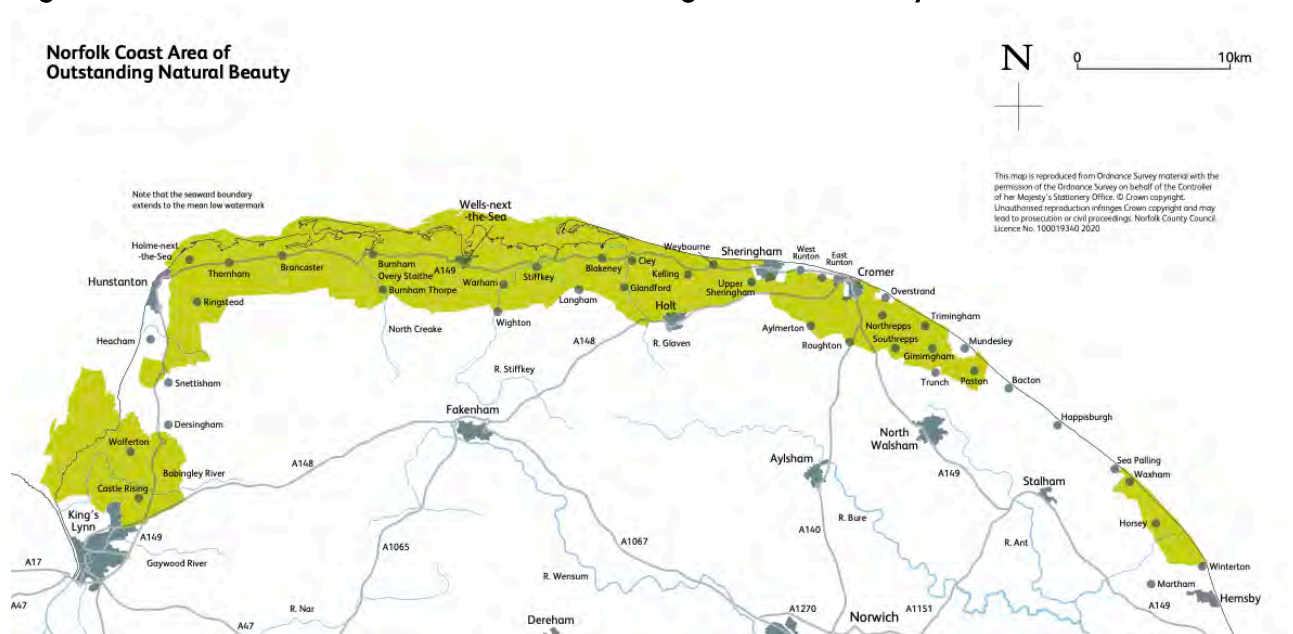 Norfolk Coast Area of
Outstanding Natural Beauty
N
0
10km
This map is reproduced from Ordnance Survey material with the
permission of the Ordnance Survey on behalf of the Controller
of her Majesty's Stationery Office. © Crown copyright.
Unauthorised reproduction infringes Crown copyright and may
lead to prosecution or civil proceedings. Norfolk County Council.
Licence No. 100019340 2020
Note that the seaward boundary
extends to the mean low watermark
Wells-next
-the-Sea
Holme-next
-the-Sea
Hunstanton
Thornham
Brancaster
Burnham
Overy Staithe
A149
Burnham Thorpe
Warham
Stiffkey
Blakeney
Cley
Weybourne
Kelling
Sheringham
West
Runton
East
Runton
Cromer
Overstrand
Upper
Sheringham
Glandford
Langham
Holt
Ringstead
Wighton
North Creake
Heacham
A148
R. Glaven
Aylmerton
Roughton
Northrepps
Southrepps
Trimingham
Gimimgham
Mundesley
Trunch
Paston
Bacton
Snettisham
R. Stiffkey
Fakenham
Dersingham
Happisburgh
North
Walsham
Wolferton
Babingley River
A148
Aylsham
A149
Sea Palling
Waxham
Castle Rising
Stalham
King's
Lynn
A149
R. Bure
Horsey
A1065
A1067
A140
R. Ant
A17
Gaywood River
R. Wensum
Winterton
Martham
Hemsby
A47
R. Nar
A47
Dereham
A1270
Norwich
A1151
A149